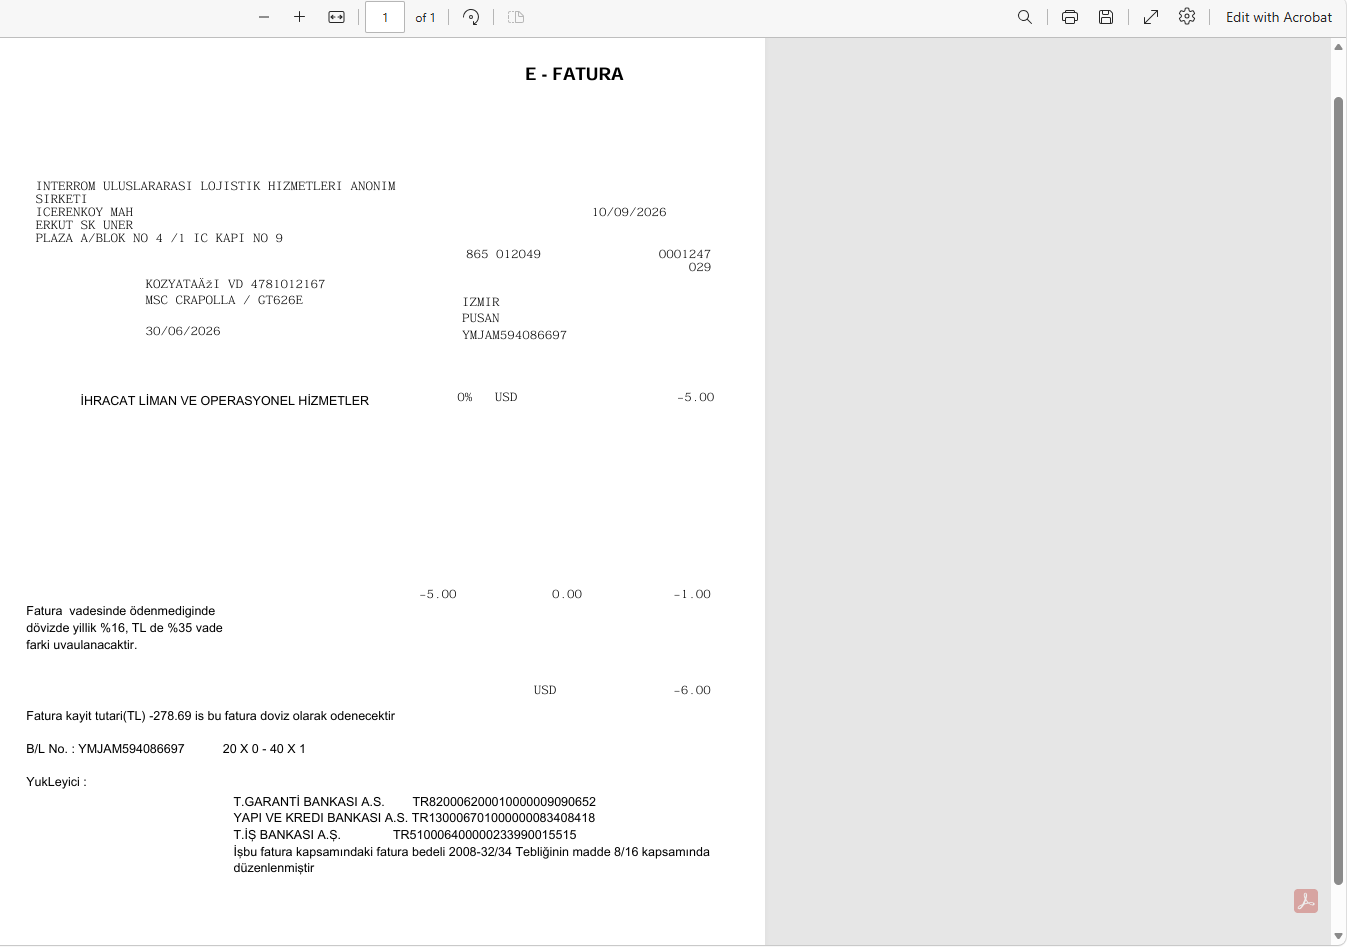 1 of 1 Edit with Acrobat
E - FATURA
INTERROM ULUSLARARASI LOJISTIK HIZMETLERI ANONIM
SIRKETI
ICERENKOY MAH 10/09/2026
ERKUT SK UNER
PLAZA A/BLOK NO 4 /1 IC KAPI NO 9
865 012049 0001247
029
KOZYATAÄžI VD 4781012167
MSC CRAPOLLA / GT626E IZMIR
PUSAN
30/06/2026 YMJAM594086697
İHRACAT LİMAN VE OPERASYONEL HİZMETLER 0% USD -5.00
-5.00 0.00 -1.00
Fatura vadesinde ödenmediginde
dövizde yillik %16, TL de %35 vade
farki uvaulanacaktir.
USD -6.00
Fatura kayit tutari(TL) -278.69 is bu fatura doviz olarak odenecektir
B/L No. : YMJAM594086697 20 X 0 - 40 X 1
YukLeyici :
T.GARANTİ BANKASI A.S. TR820006200010000009090652
YAPI VE KREDI BANKASI A.S. TR130006701000000083408418
T.İŞ BANKASI A.Ş. TR510006400000233990015515
İşbu fatura kapsamındaki fatura bedeli 2008-32/34 Tebliğinin madde 8/16 kapsamında
düzenlenmiştir